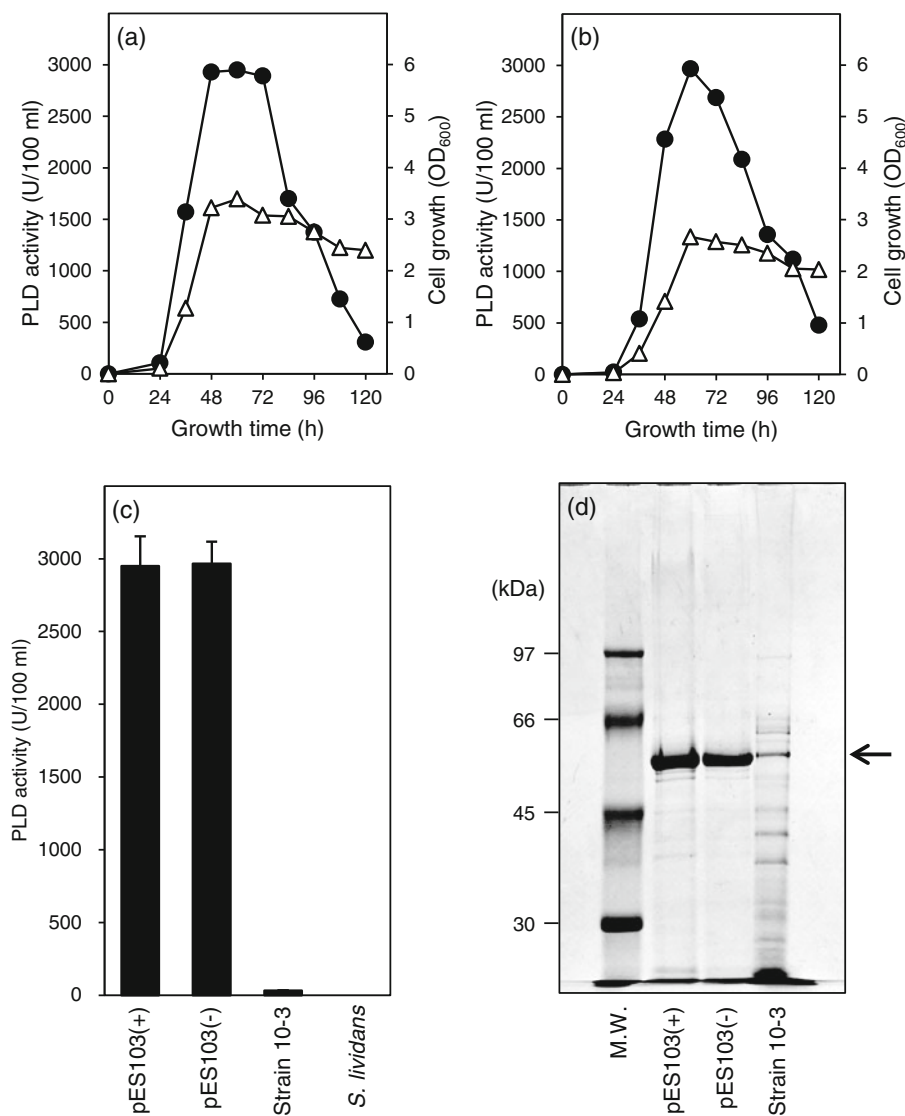 (a)
PLD activity (U/100 ml)
3000
2500
2000
1500
1000
500
0
6
5
4
3
2
1
0
Cell growth (OD600)
0 24 48 72 96 120
Growth time (h)
(b)
PLD activity (U/100 ml)
3000
2500
2000
1500
1000
500
0
6
5
4
3
2
1
0
Cell growth (OD600)
0 24 48 72 96 120
Growth time (h)
(c)
PLD activity (U/100 ml)
3000
2500
2000
1500
1000
500
0
pES103(+)
pES103(-)
Strain 10-3
S. lividans
(d)
(kDa)
97
66
45
30
M.W.
pES103(+)
pES103(-)
Strain 10-3